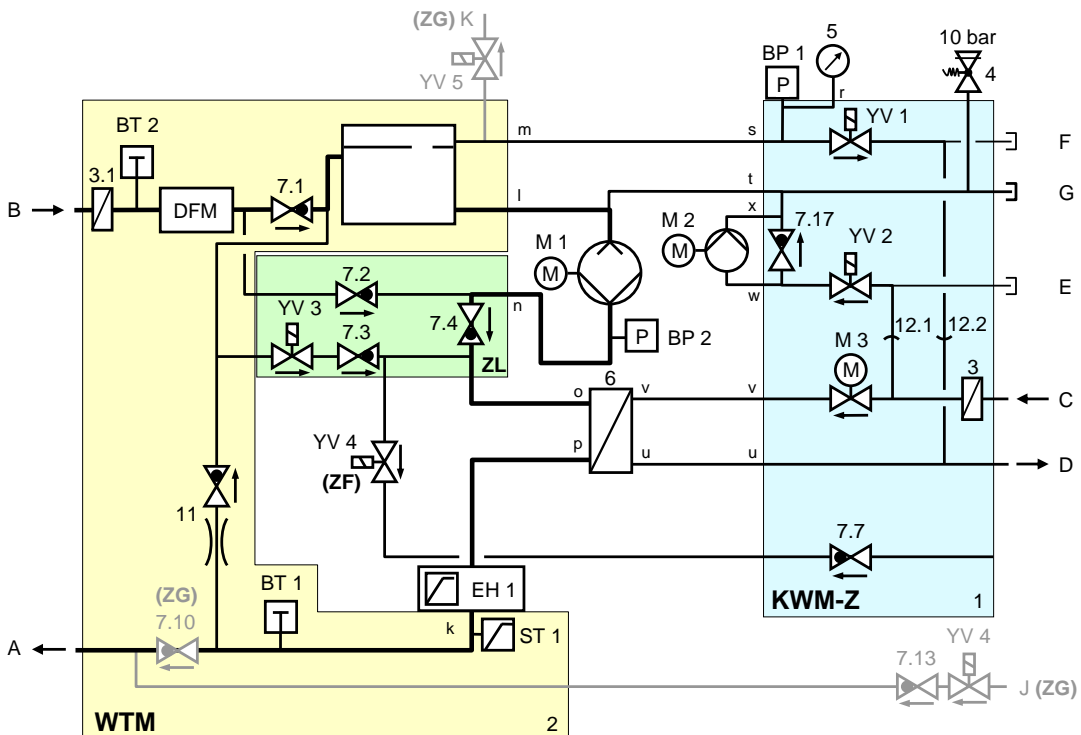 (ZG) K
YV 5
10 bar
5
BP 1
P
4
r
BT 2
T
m
s
YV 1
F
3.1
7.1
B
DFM
l
t
G
x
7.17
M 2
M
M 1
M
YV 2
w
E
7.2
YV 3
n
7.4
7.3
ZL
P
BP 2
12.1
12.2
M 3
M
6
3
o
v
v
C
YV 4
(ZF)
p
u
u
D
11
7.7
BT 1
T
EH 1
KWM-Z
1
(ZG)
7.10
k
ST 1
YV 4
A
7.13
J (ZG)
WTM
2